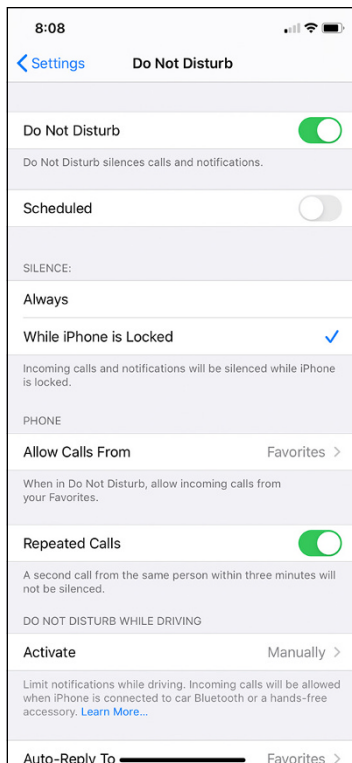 8:08
Settings Do Not Disturb
Do Not Disturb
Do Not Disturb silences calls and notifications.
Scheduled
SILENCE:
Always
While iPhone is Locked
Incoming calls and notifications will be silenced while iPhone
is locked.
PHONE
Allow Calls From Favorites
When in Do Not Disturb, allow incoming calls from
your Favorites.
Repeated Calls
A second call from the same person within three minutes will
not be silenced.
DO NOT DISTURB WHILE DRIVING
Activate Manually
Limit notifications while driving. Incoming calls will be allowed
when iPhone is connected to car Bluetooth or a hands-free
accessory. Learn More...
Auto-Reply To Favorites